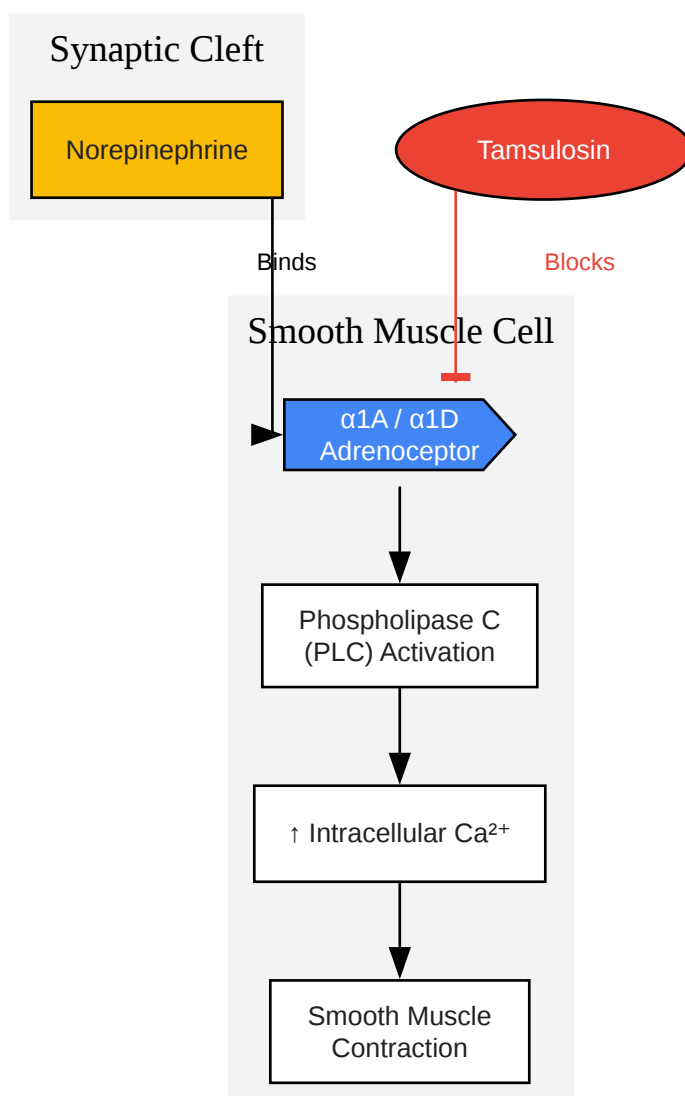 Synaptic Cleft
Norepinephrine
Tamsulosin
Binds
Blocks
Smooth Muscle Cell
α1A / α1D
Adrenoceptor
Phospholipase C
(PLC) Activation
↑ Intracellular Ca²⁺
Smooth Muscle
Contraction